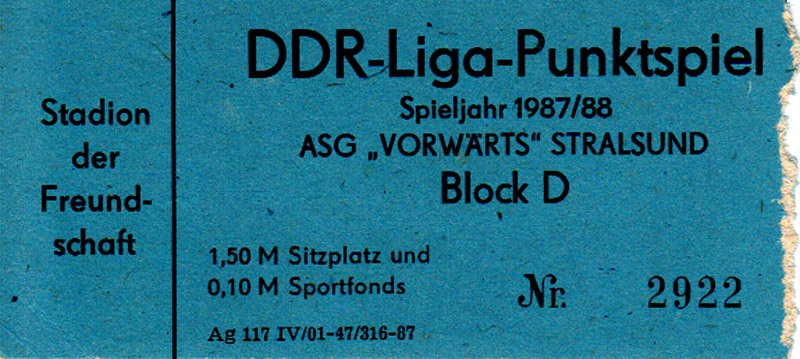 Stadion
der
Freund-
schaft
DDR-Liga-Punktspiel
Spieljahr 1987/88
ASG „VORWÄRTS“ STRALSUND
Block D
1,50 M Sitzplatz und
0,10 M Sportfonds
Nr. 2922
Ag 117 IV/01-47/316-87